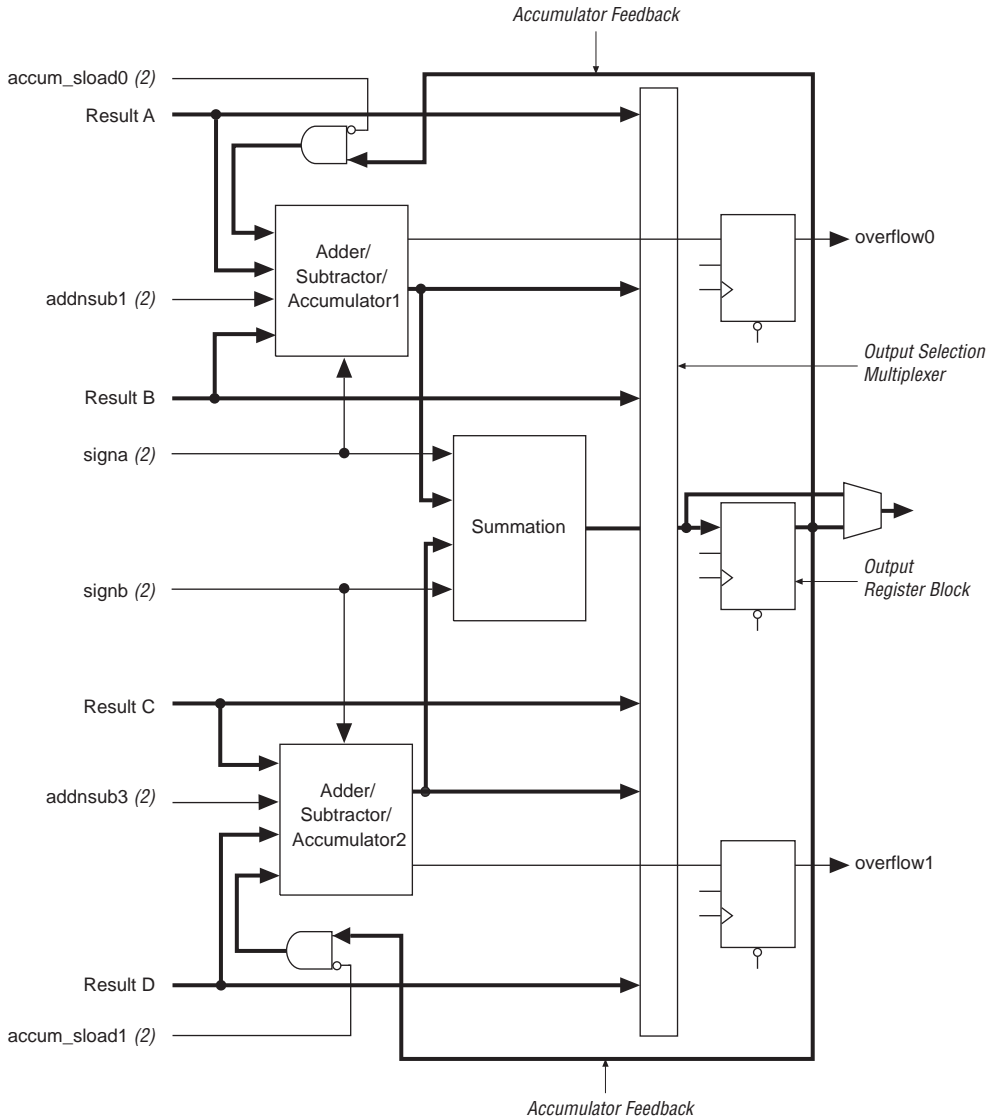 Accumulator Feedback
accum_sload0 (2)
Result A
overflow0
Adder/
Subtractor/
Accumulator1
addnsub1 (2)
Output Selection
Multiplexer
Result B
signa (2)
Summation
signb (2)
Output
Register Block
Result C
Adder/
Subtractor/
Accumulator2
addnsub3 (2)
overflow1
Result D
accum_sload1 (2)
Accumulator Feedback